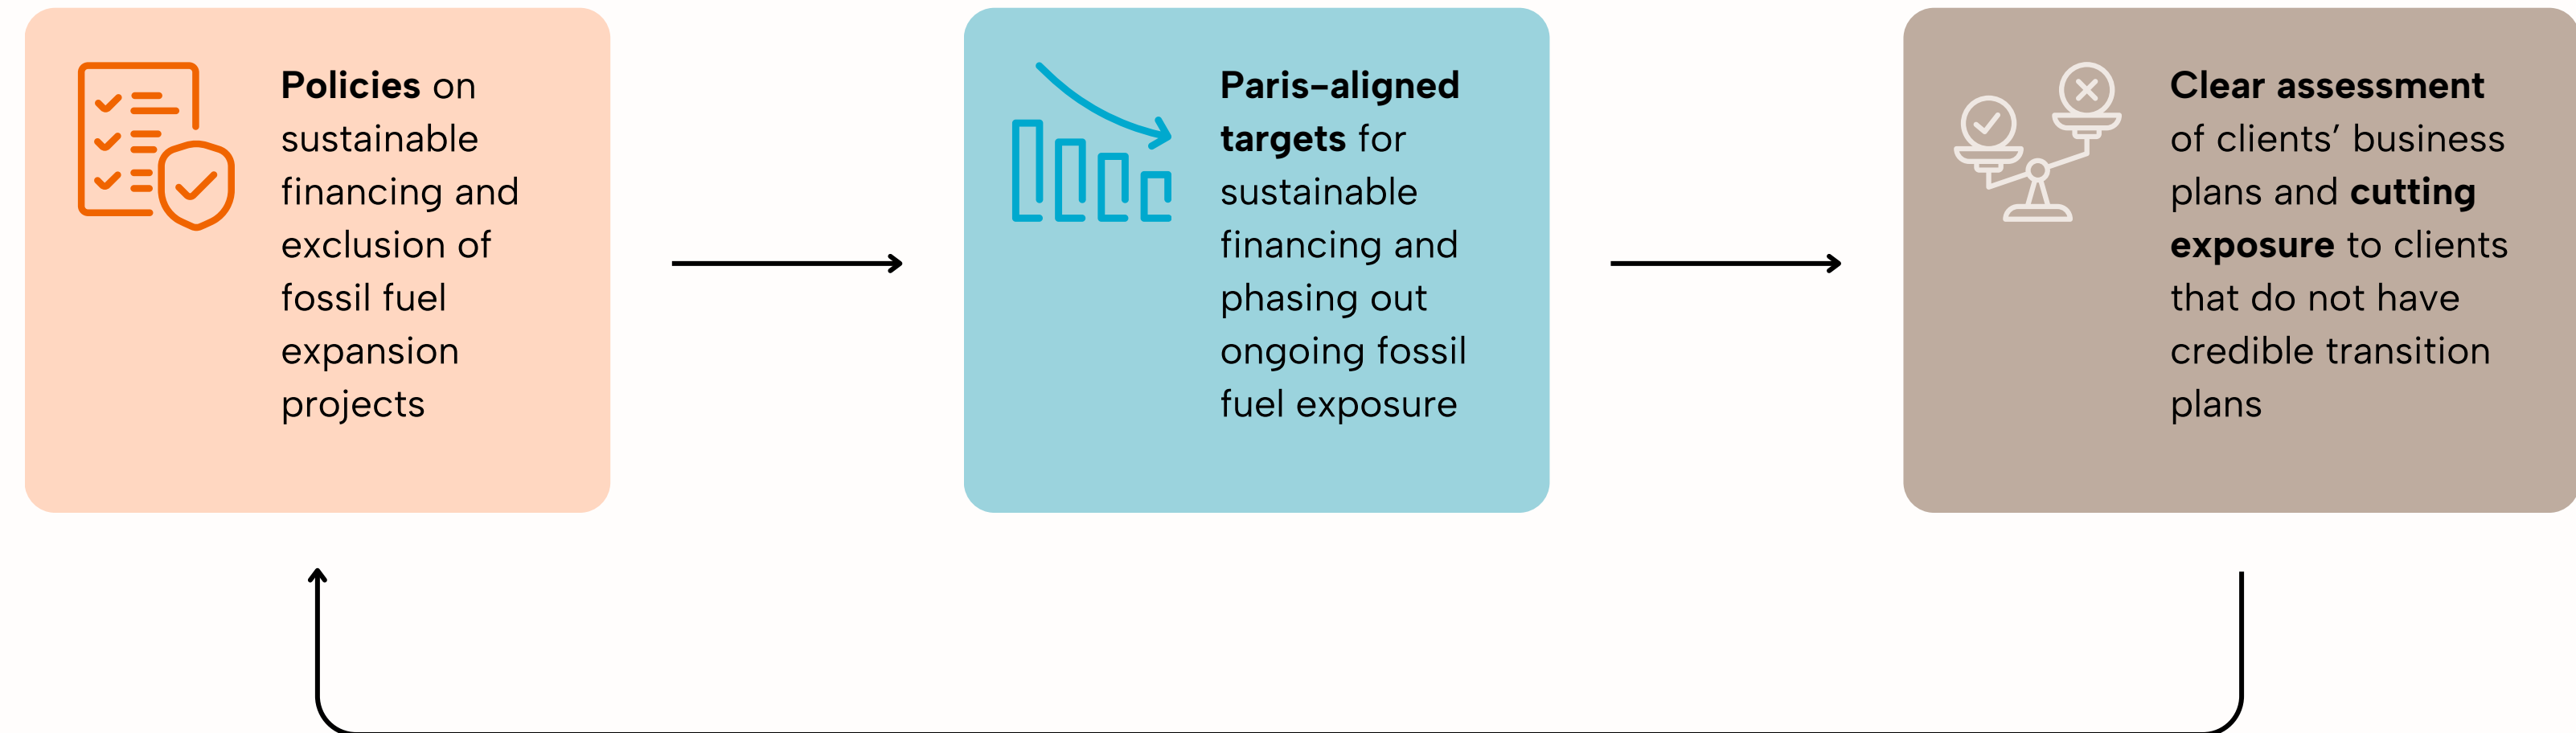 Policies on
sustainable
financing and
exclusion of
fossil fuel
expansion
projects
Paris-aligned
targets for
sustainable
financing and
phasing out
ongoing fossil
fuel exposure
Clear assessment
of clients’ business
plans and cutting
exposure to clients
that do not have
credible transition
plans